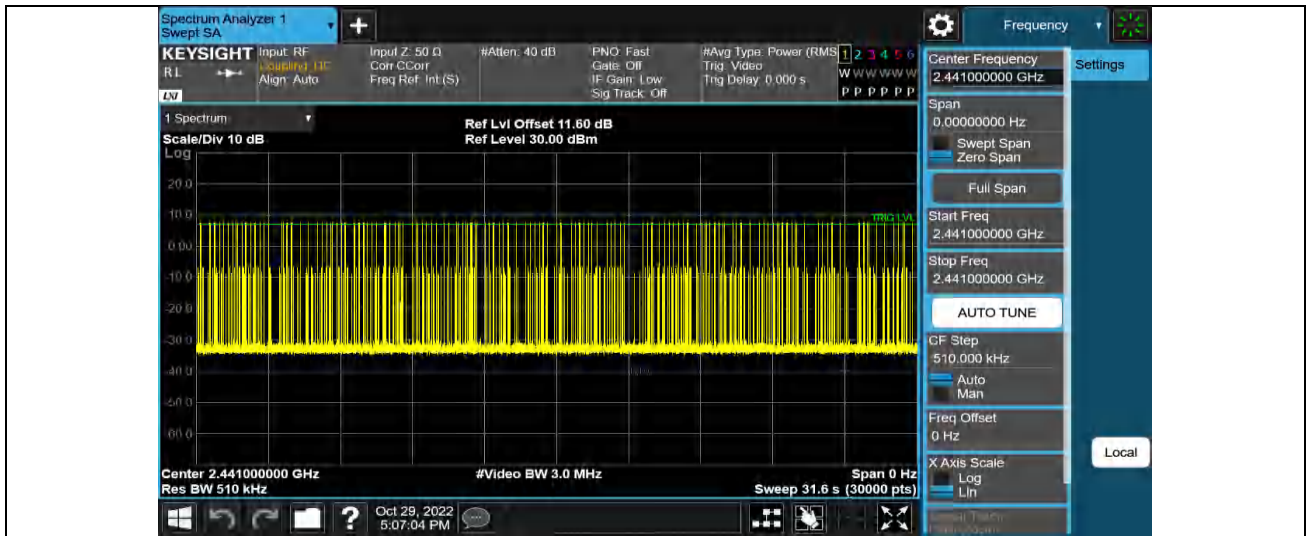 Spectrum Analyzer 1
Swept SA
Frequency
KEYSIGHT
RL
LXI
Input: RF
Coupling: DC
Align: Auto
Input Z: 50 Ω
Corr CCorr
Freq Ref: Int (S)
#Atten: 40 dB
PNO: Fast
Gate: Off
IF Gain: Low
Sig Track: Off
#Avg Type: Power (RMS
Trig: Video
Trig Delay: 0.000 s
1 2 3 4 5 6
W W W W W W
P P P P P P
Center Frequency
2.441000000 GHz
Settings
Span
0.00000000 Hz
Swept Span
Zero Span
Full Span
Start Freq
2.441000000 GHz
Stop Freq
2.441000000 GHz
AUTO TUNE
CF Step
510.000 kHz
Auto
Man
Freq Offset
0 Hz
X Axis Scale
Log
Lin
Local
1 Spectrum
Scale/Div 10 dB
Ref Lvl Offset 11.60 dB
Ref Level 30.00 dBm
Log
20.0
10.0
0.00
-10.0
-20.0
-30.0
-40.0
-50.0
-60.0
TRIG LVL
Center 2.441000000 GHz
#Video BW 3.0 MHz
Span 0 Hz
Res BW 510 kHz
Sweep 31.6 s (30000 pts)
?
Oct 29, 2022
5:07:04 PM